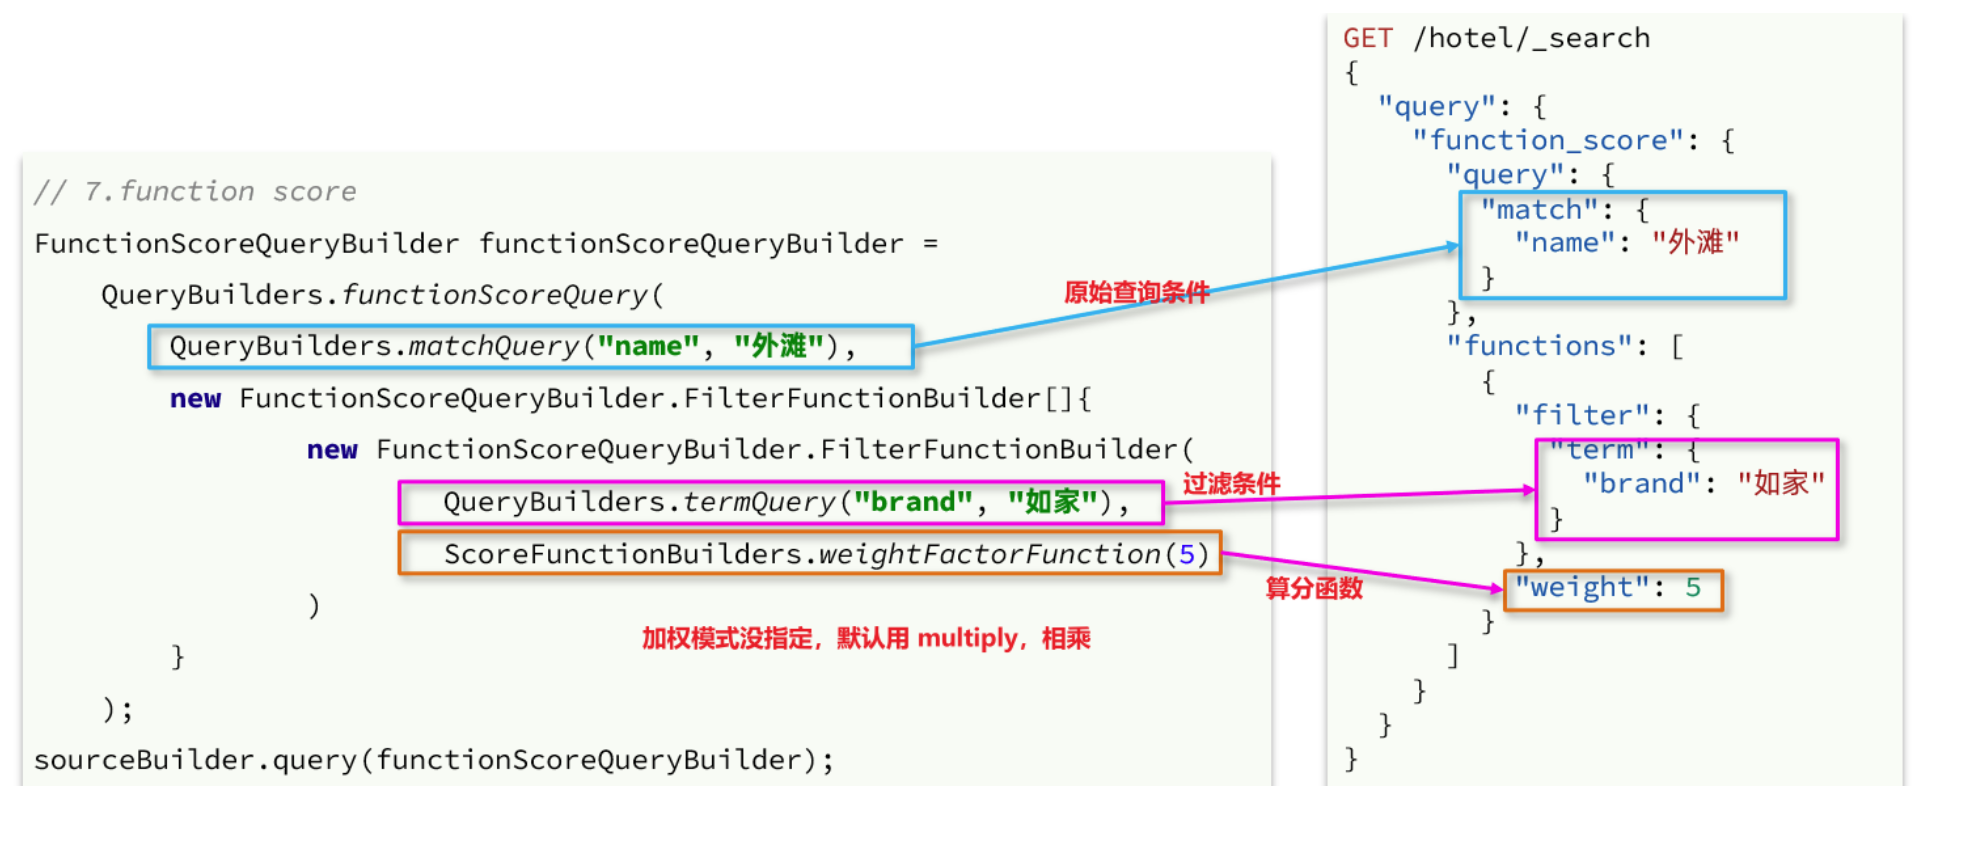 // 7.function score
FunctionScoreQueryBuilder functionScoreQueryBuilder =
QueryBuilders.functionScoreQuery(
QueryBuilders.matchQuery("name", "外滩"),
new FunctionScoreQueryBuilder.FilterFunctionBuilder[]{
new FunctionScoreQueryBuilder.FilterFunctionBuilder(
QueryBuilders.termQuery("brand", "如家"),
ScoreFunctionBuilders.weightFactorFunction(5)
)
}
);
sourceBuilder.query(functionScoreQueryBuilder);
原始查询条件
过滤条件
算分函数
加权模式没指定，默认用 multiply，相乘
GET /hotel/_search
{
"query": {
"function_score": {
"query": {
"match": {
"name": "外滩"
}
},
"functions": [
{
"filter": {
"term": {
"brand": "如家"
}
},
"weight": 5
}
]
}
}
}